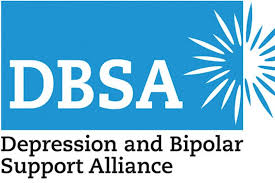 DBSA
Depression and Bipolar
Support Alliance